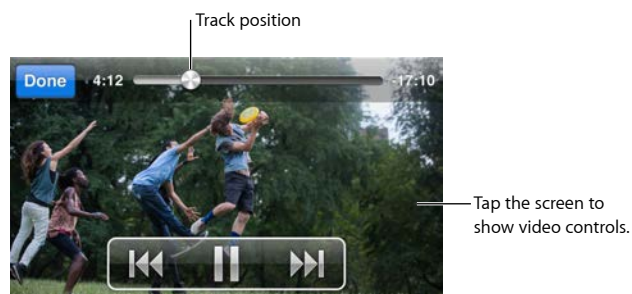 Track position
Done
4:12
-17:10
Tap the screen to
show video controls.